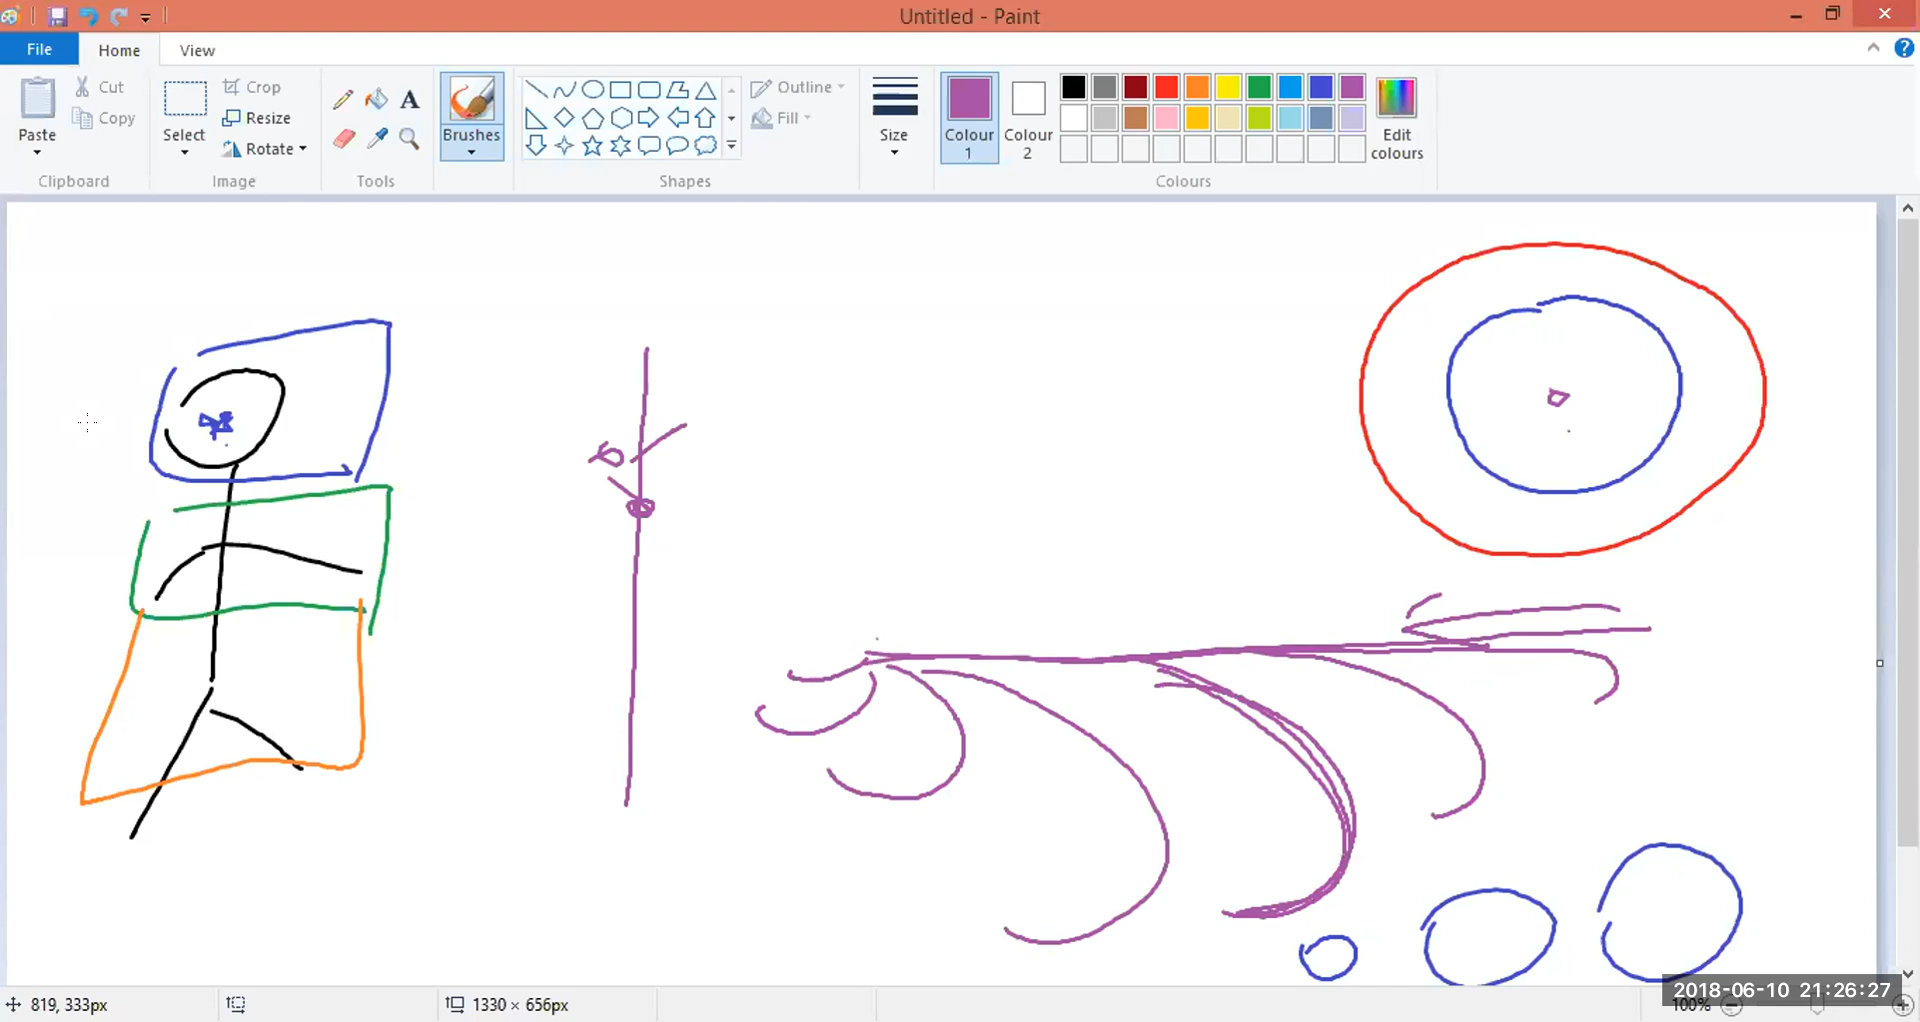 Untitled - Paint
File Home View
Paste
Cut
Copy
Clipboard
Select
Crop
Resize
Rotate
Image
A
Tools
Brushes
Outline
Fill
Shapes
Size
Colour 1
Colour 2
Edit colours
Colours
819, 333px
1330 × 656px
2018-06-10 21:26:27
100%